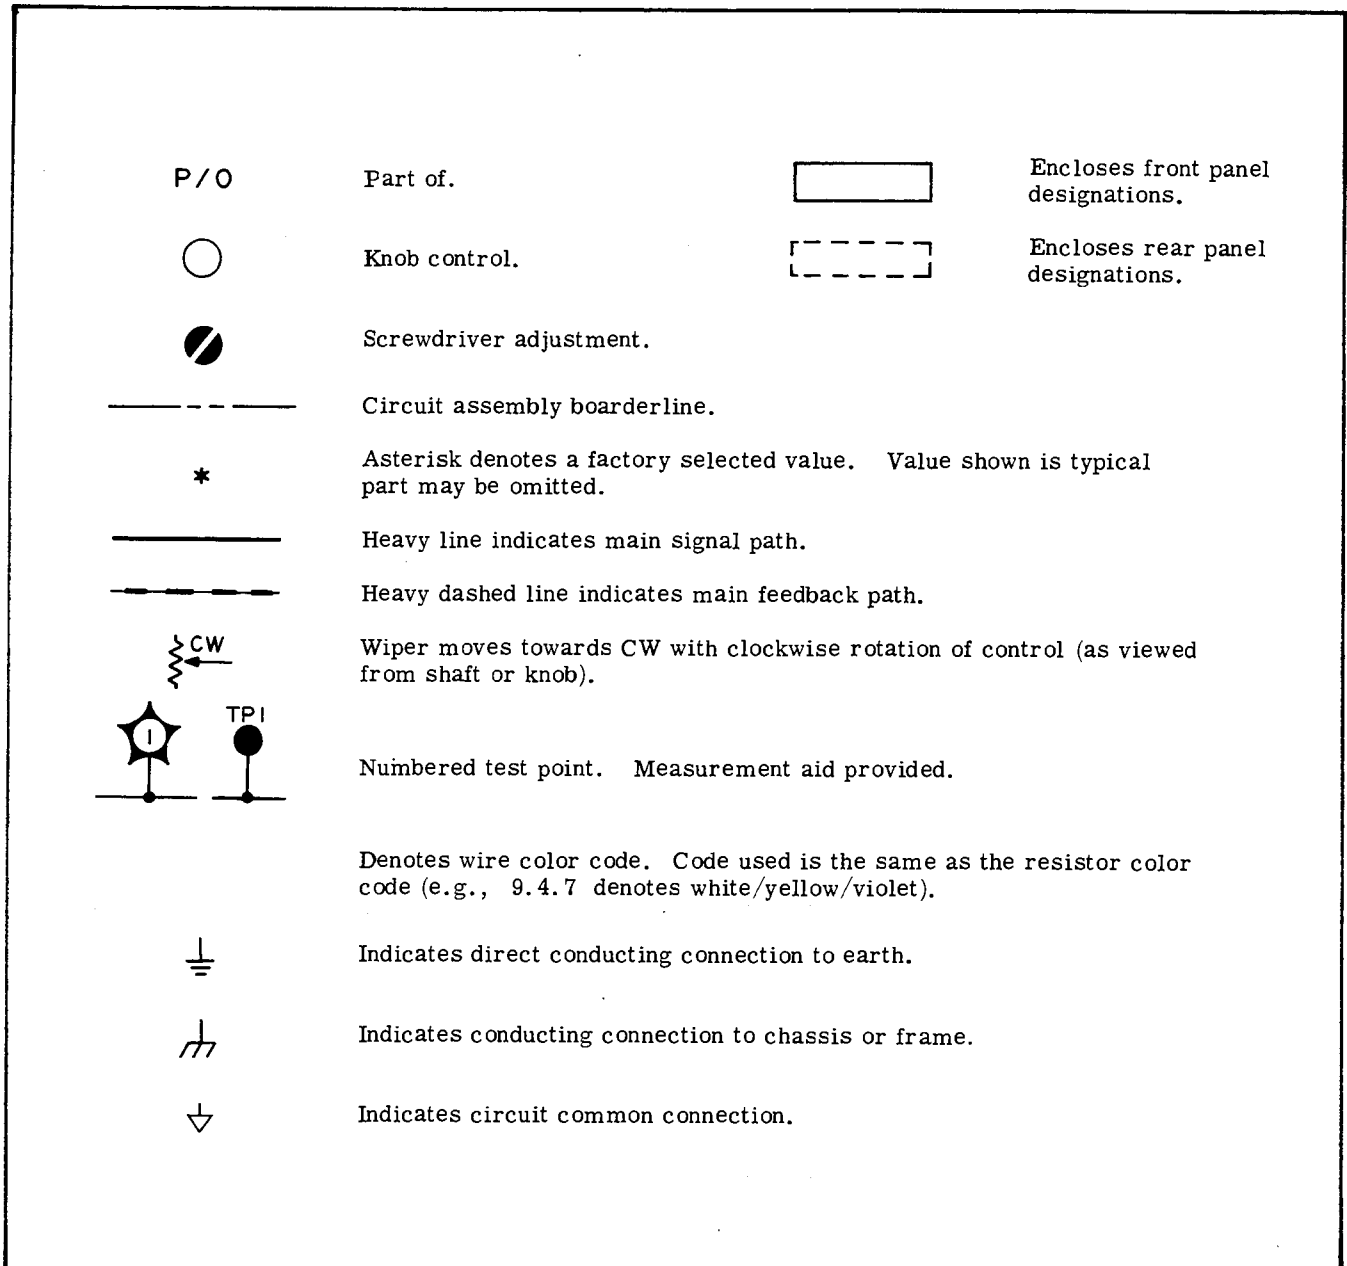 P/O Part of.
Encloses front panel
designations.
Knob control.
Encloses rear panel
designations.
Screwdriver adjustment.
Circuit assembly boarderline.
* Asterisk denotes a factory selected value. Value shown is typical
part may be omitted.
Heavy line indicates main signal path.
Heavy dashed line indicates main feedback path.
CW Wiper moves towards CW with clockwise rotation of control (as viewed
from shaft or knob).
1 TP1
Numbered test point. Measurement aid provided.
Denotes wire color code. Code used is the same as the resistor color
code (e.g., 9.4.7 denotes white/yellow/violet).
Indicates direct conducting connection to earth.
Indicates conducting connection to chassis or frame.
Indicates circuit common connection.